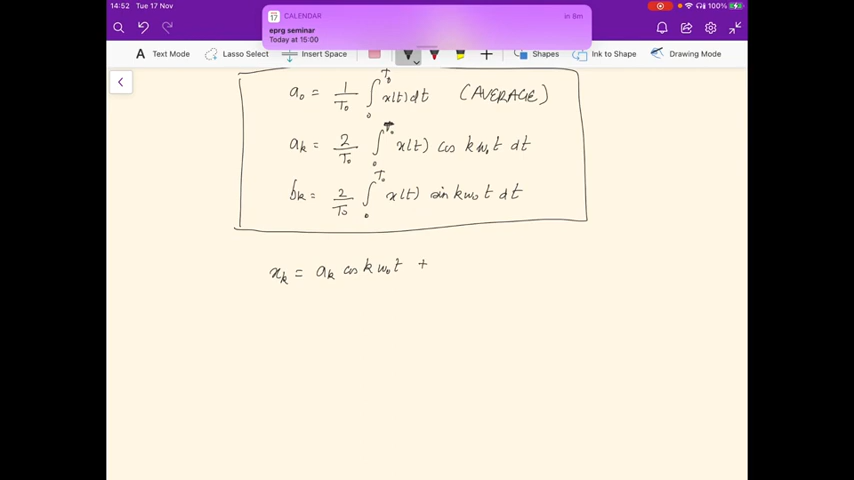 14:52 Tue 17 Nov
100%
17 CALENDAR in 8m
eprg seminar
Today at 15:00
A Text Mode Lasso Select Insert Space Shapes Ink to Shape Drawing Mode
a₀ = 1/T₀ ∫₀^T₀ x(t) dt (AVERAGE)
aₖ = 2/T₀ ∫₀^T₀ x(t) cos kω₀t dt
bₖ = 2/T₀ ∫₀^T₀ x(t) sin kω₀t dt
xₖ = aₖ cos kω₀t +